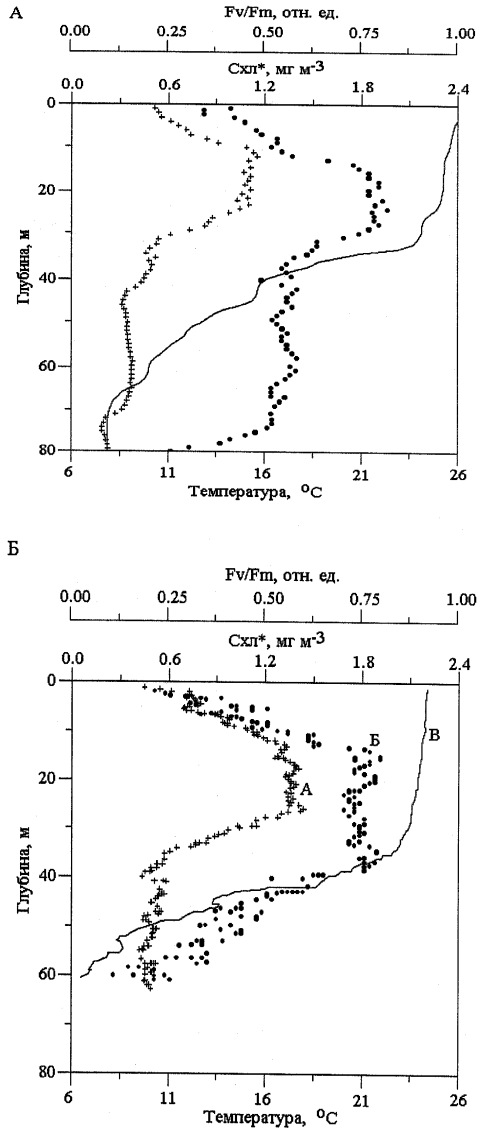 А
Fv/Fm, отн. ед.
0.00 0.25 0.50 0.75 1.00
Схл*, мг м-3
0.0 0.6 1.2 1.8 2.4
0
20
40
60
80
Глубина, м
6 11 16 21 26
Температура, °С
Б
Fv/Fm, отн. ед.
0.00 0.25 0.50 0.75 1.00
Схл*, мг м-3
0.0 0.6 1.2 1.8 2.4
0
Б В
20
А
40
60
80
Глубина, м
6 11 16 21 26
Температура, °С